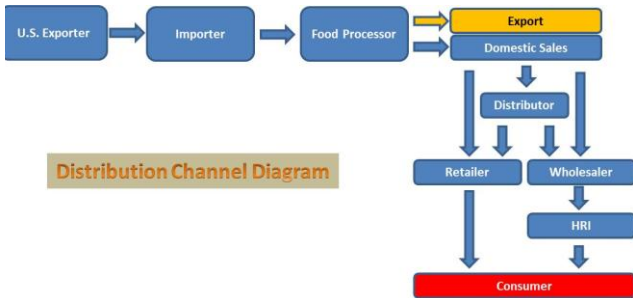 U.S. Exporter
Importer
Food Processor
Export
Domestic Sales
Distributor
Distribution Channel Diagram
Retailer
Wholesaler
HRI
Consumer